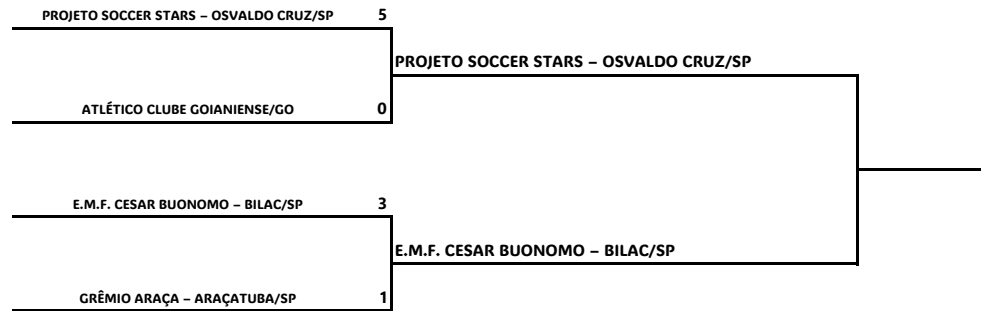 PROJETO SOCCER STARS – OSVALDO CRUZ/SP 5
PROJETO SOCCER STARS – OSVALDO CRUZ/SP
ATLÉTICO CLUBE GOIANIENSE/GO 0
E.M.F. CESAR BUONOMO – BILAC/SP 3
E.M.F. CESAR BUONOMO – BILAC/SP
GRÊMIO ARAÇA – ARAÇATUBA/SP 1